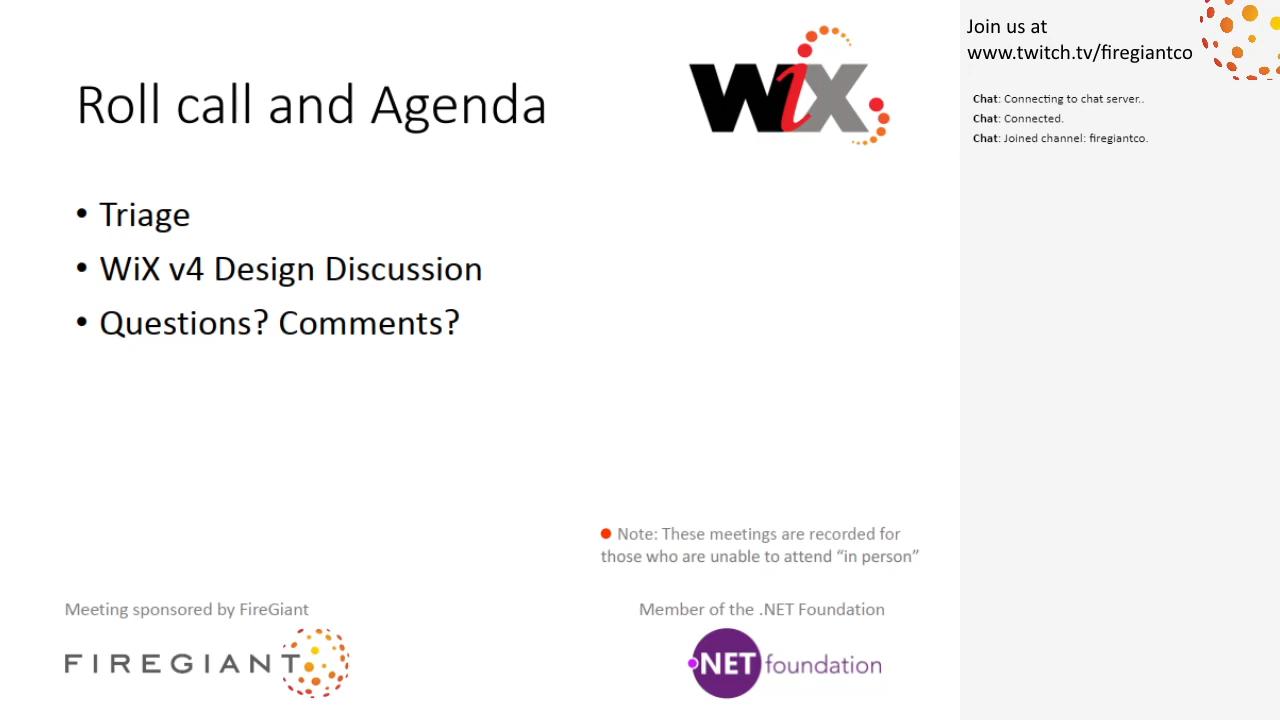 Roll call and Agenda
WiX
• Triage
• WiX v4 Design Discussion
• Questions? Comments?
Note: These meetings are recorded for
those who are unable to attend “in person”
Meeting sponsored by FireGiant
FIREGIANT
Member of the .NET Foundation
.NET foundation
Join us at
www.twitch.tv/firegiantco
Chat: Connecting to chat server..
Chat: Connected.
Chat: Joined channel: firegiantco.